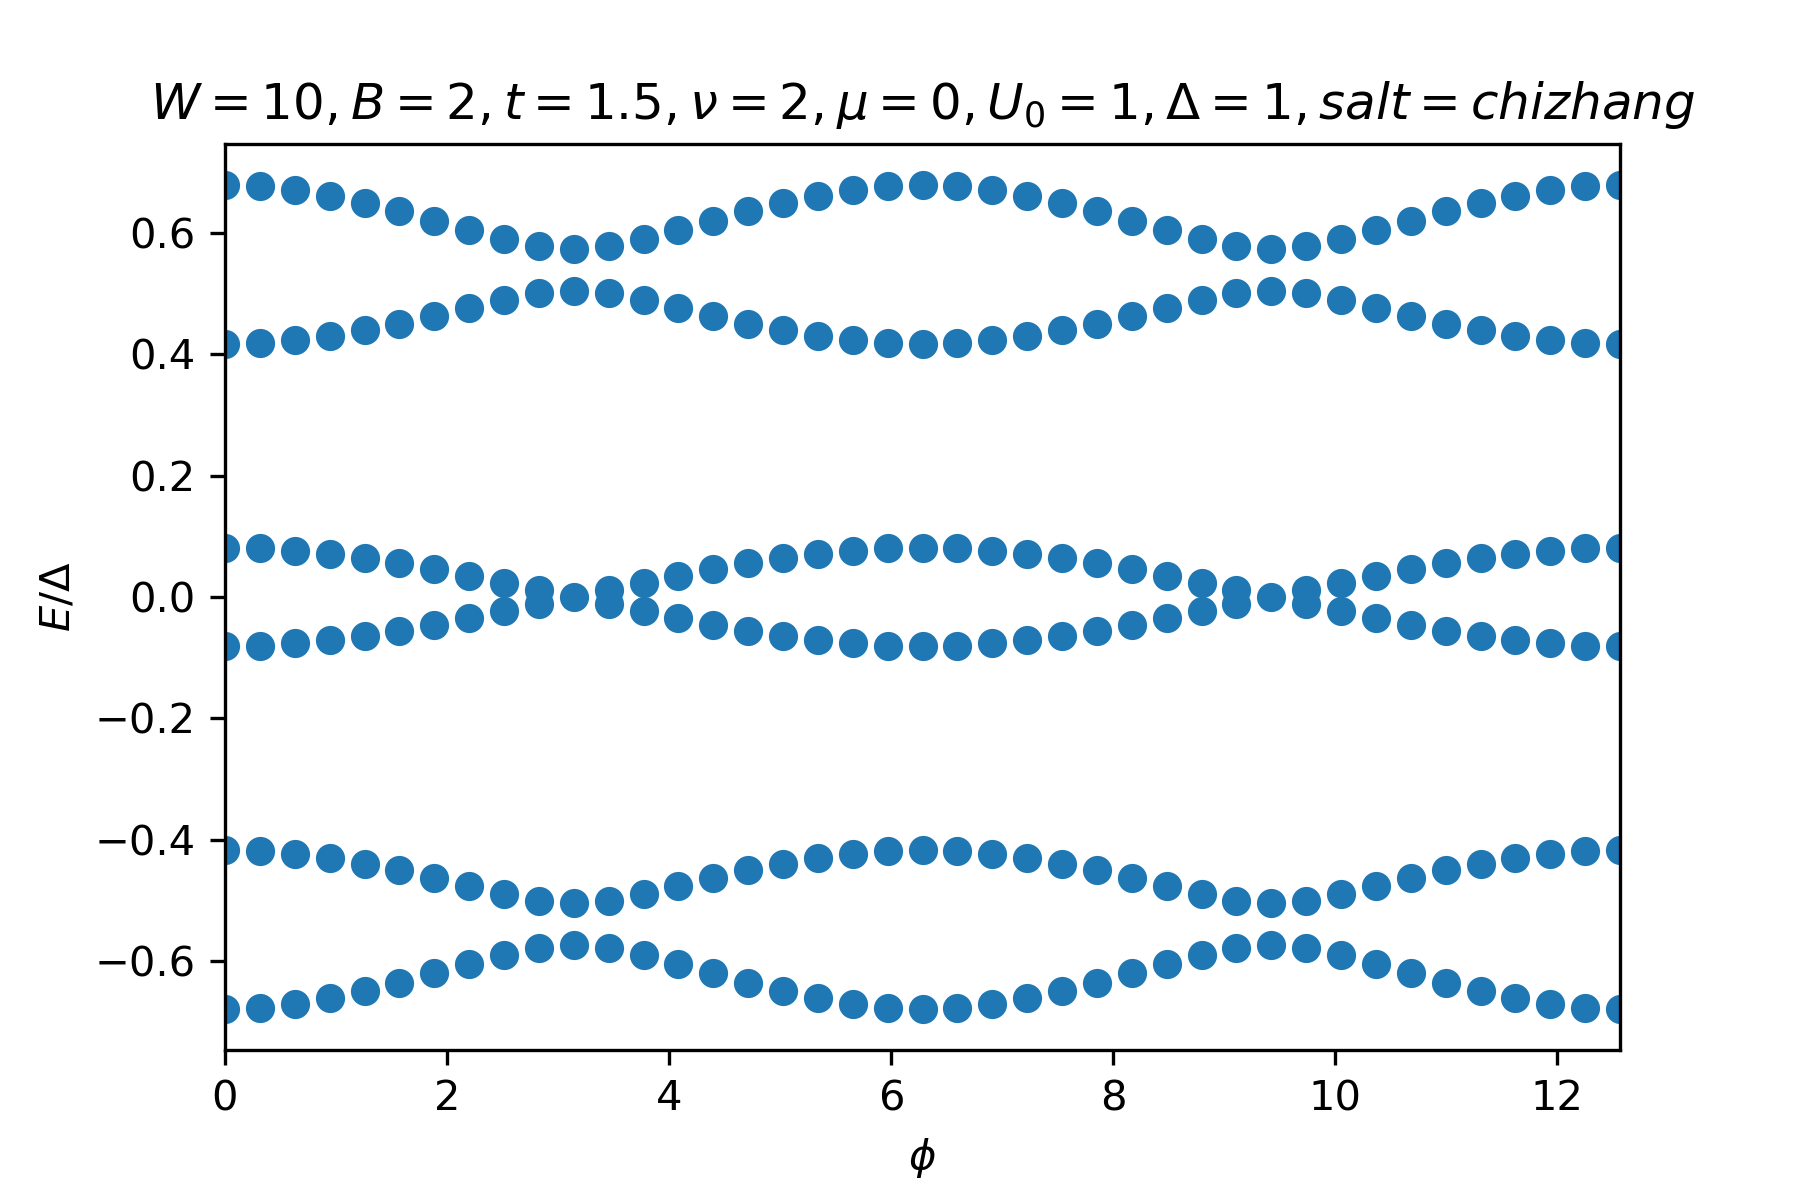 W = 10, B = 2, t = 1.5, ν = 2, μ = 0, U₀ = 1, Δ = 1, salt = chizhang
0.6
0.4
0.2
0.0
−0.2
−0.4
−0.6
E/Δ
0 2 4 6 8 10 12
ϕ